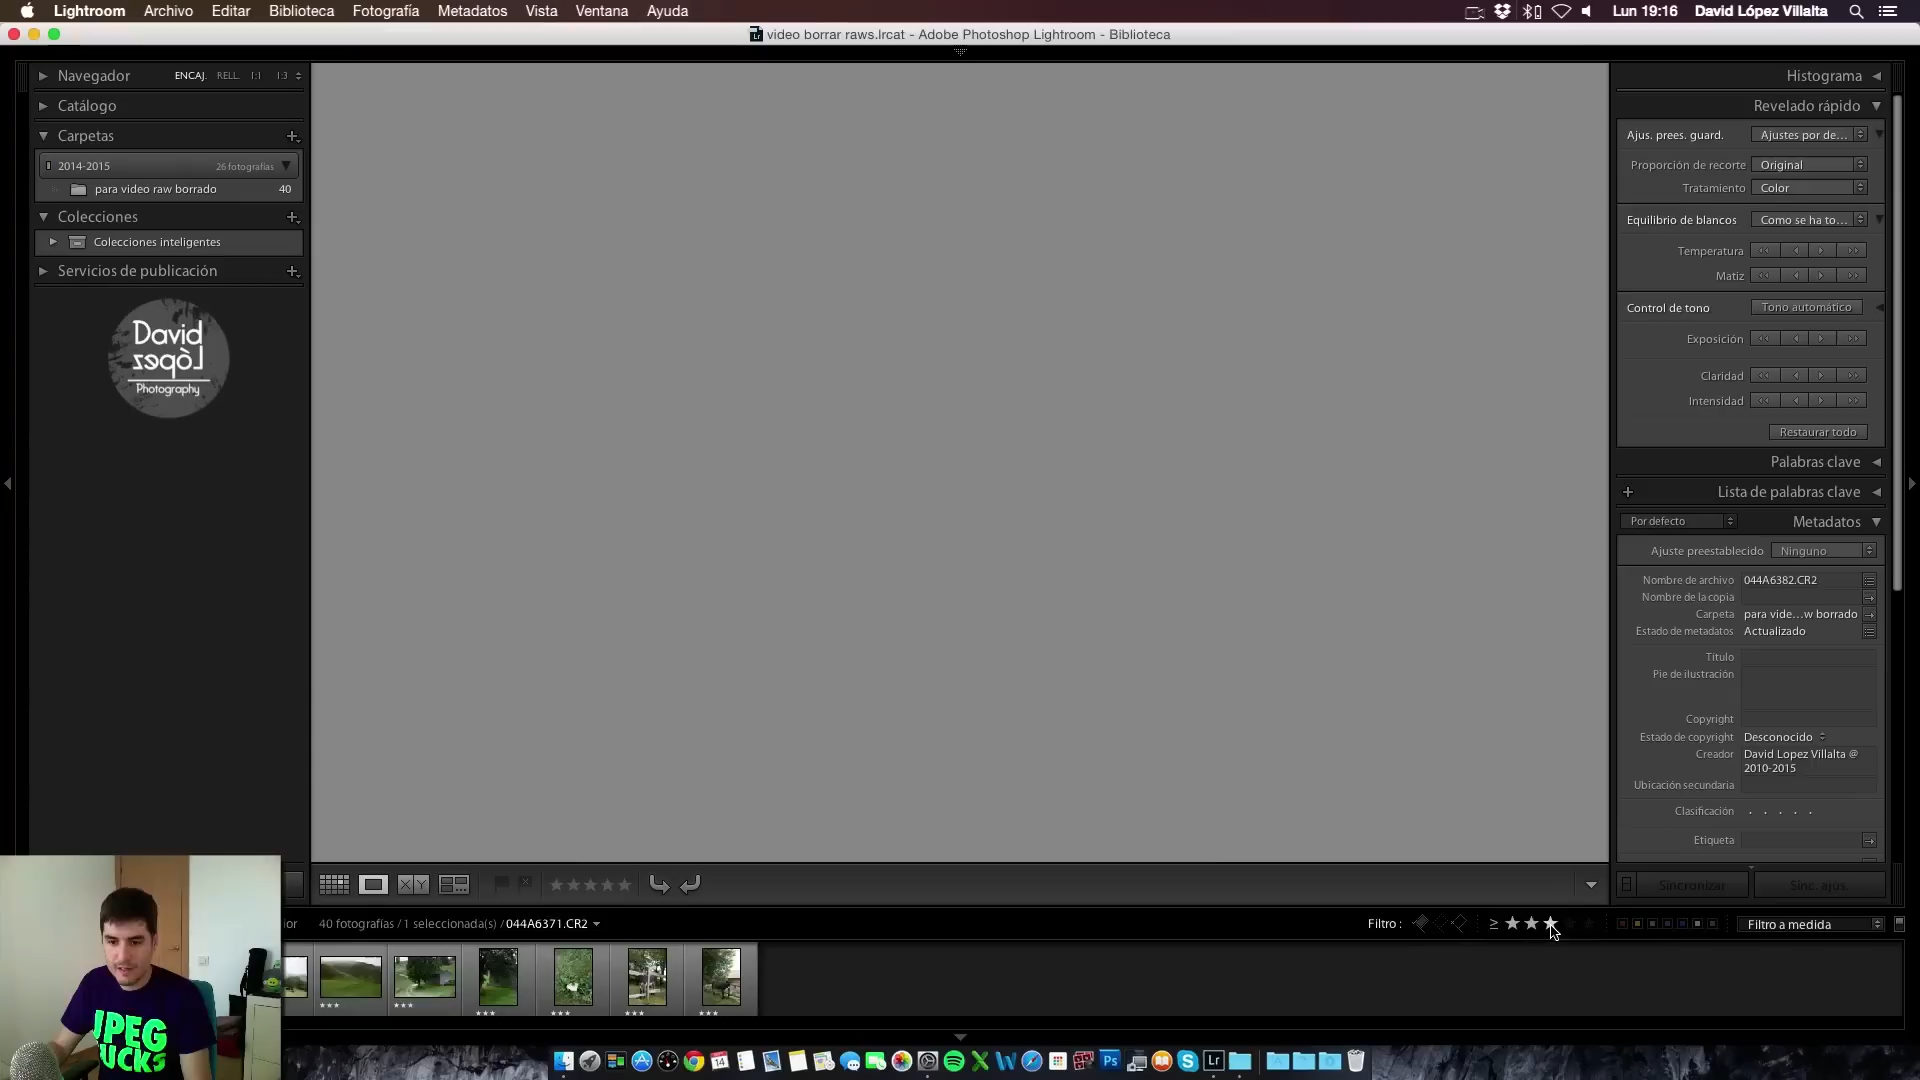 Lightroom Archivo Editar Biblioteca Fotografía Metadatos Vista Ventana Ayuda
Lun 19:16 David López Villalta
video borrar raws.lrcat - Adobe Photoshop Lightroom - Biblioteca
Navegador ENCAJ. RELL. 1:1 1:3
Catálogo
Carpetas
2014-2015 26 fotografías
para video raw borrado 40
Colecciones
Colecciones inteligentes
Servicios de publicación
David
López
Photography
Histograma
Revelado rápido
Ajus. prees. guard. Ajustes por de...
Proporción de recorte Original
Tratamiento Color
Equilibrio de blancos Como se ha to...
Temperatura
Matiz
Control de tono Tono automático
Exposición
Claridad
Intensidad
Restaurar todo
Palabras clave
Lista de palabras clave
Por defecto Metadatos
Ajuste preestablecido Ninguno
Nombre de archivo 044A6382.CR2
Nombre de la copia
Carpeta para vide...w borrado
Estado de metadatos Actualizado
Título
Pie de ilustración
Copyright
Estado de copyright Desconocido
Creador David Lopez Villalta @
2010-2015
Ubicación secundaria
Clasificación
Etiqueta
XY
Sincronizar Sinc. ajus.
ior 40 fotografías / 1 seleccionada(s) / 044A6371.CR2
Filtro : ≥ Filtro a medida
JPEG
SUCKS
14
Ps
Lr